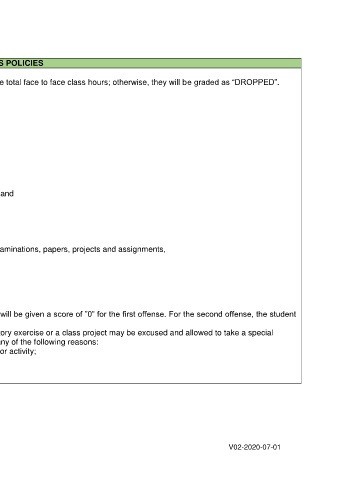 S POLICIES
e total face to face class hours; otherwise, they will be graded as “DROPPED”.
and
aminations, papers, projects and assignments,
will be given a score of "0" for the first offense. For the second offense, the student
ory exercise or a class project may be excused and allowed to take a special
ny of the following reasons:
or activity;
V02-2020-07-01